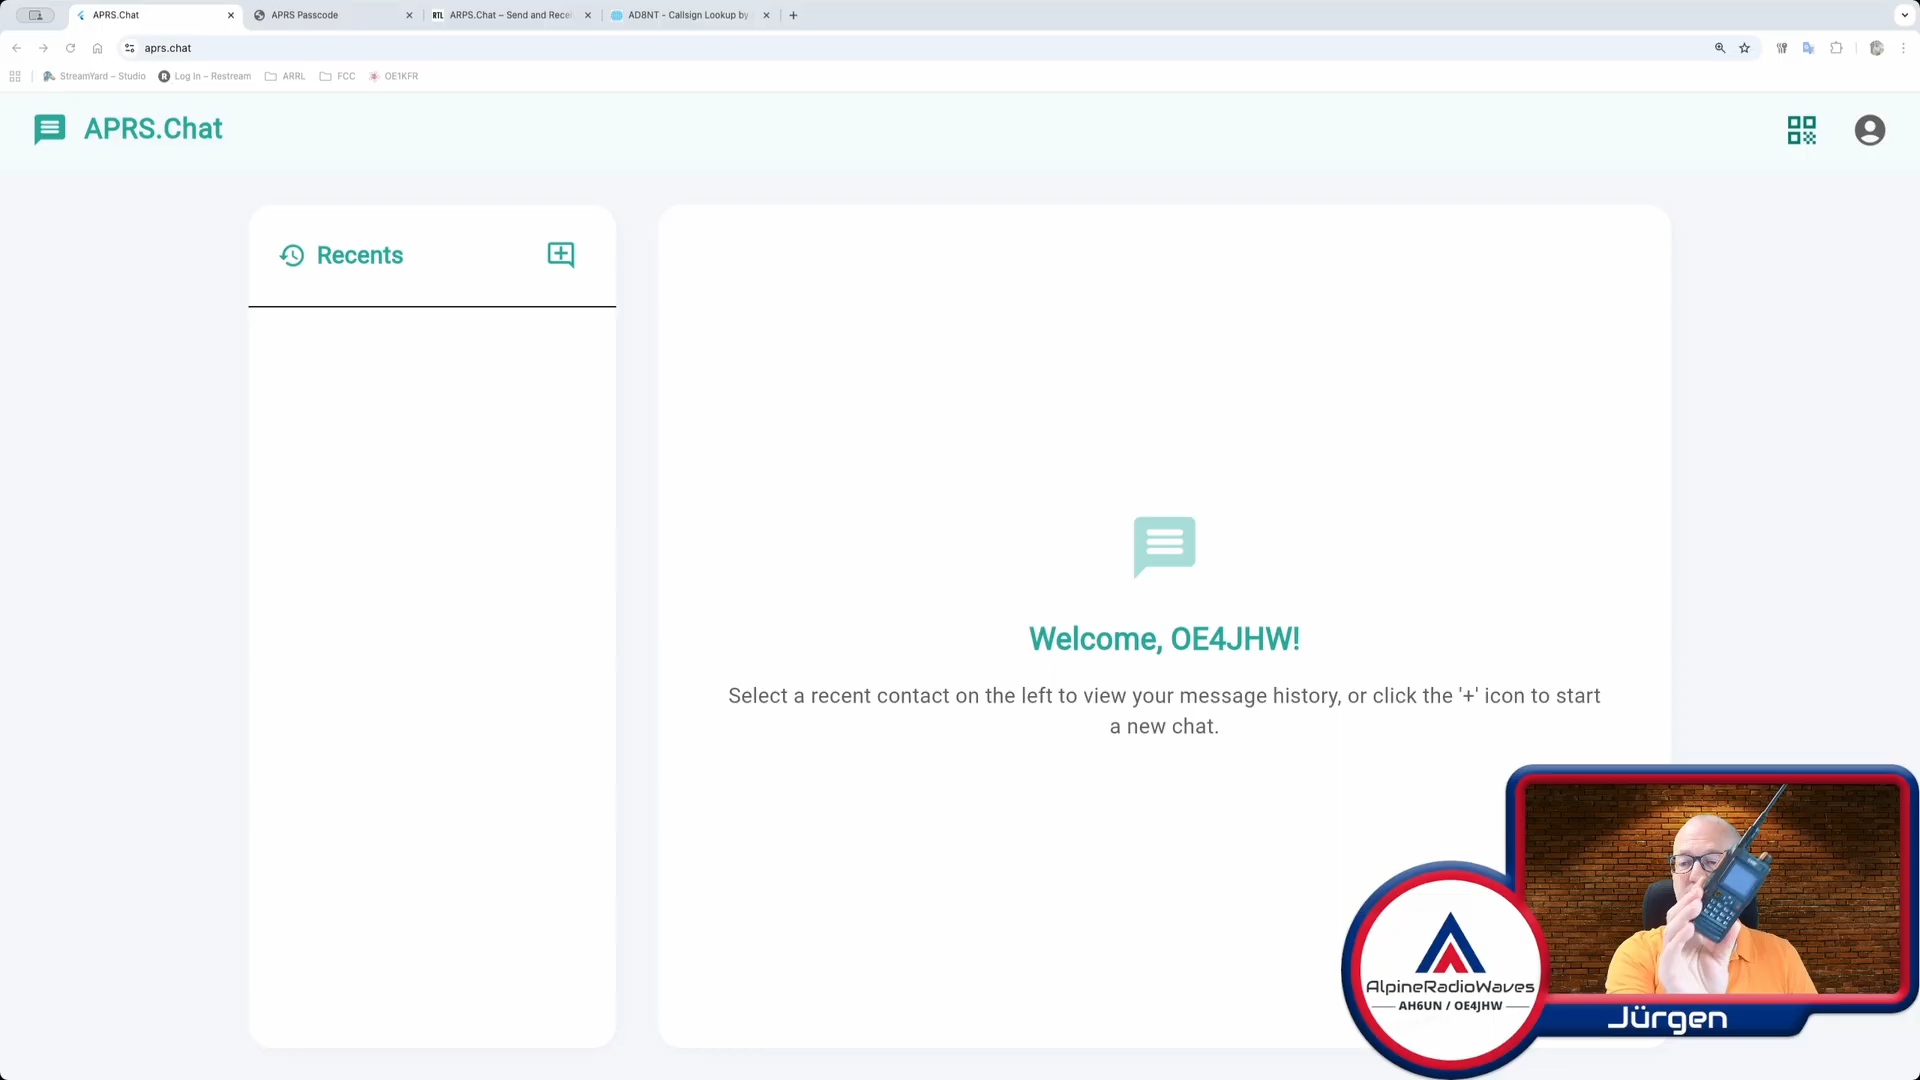 APRS.Chat
APRS Passcode
RTL ARPS.Chat – Send and Recei
AD8NT - Callsign Lookup by
aprs.chat
StreamYard – Studio
R Log In – Restream
ARRL
FCC
OE1KFR
APRS.Chat
Recents
Welcome, OE4JHW!
Select a recent contact on the left to view your message history, or click the '+' icon to start
a new chat.
AlpineRadioWaves
AH6UN / OE4JHW
Jürgen